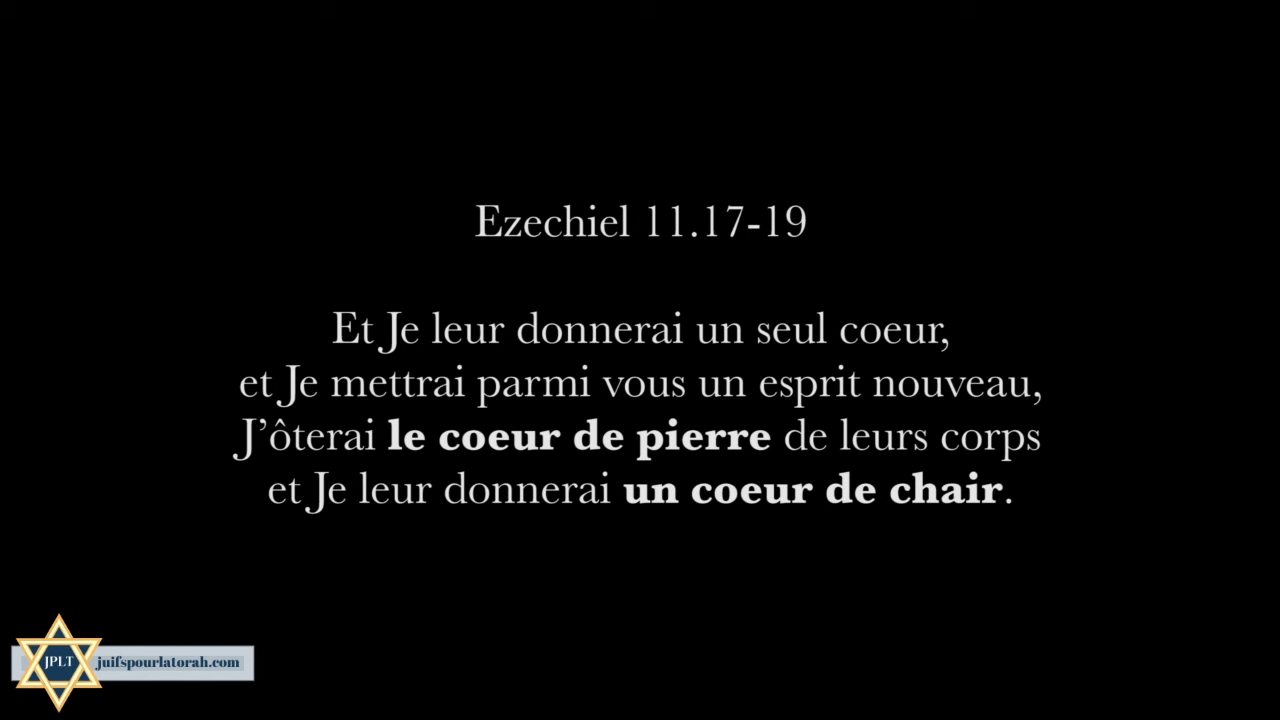 Ezechiel 11.17-19
Et Je leur donnerai un seul coeur,
et Je mettrai parmi vous un esprit nouveau,
J’ôterai le coeur de pierre de leurs corps
et Je leur donnerai un coeur de chair.
JPLT juifspourlatorah.com